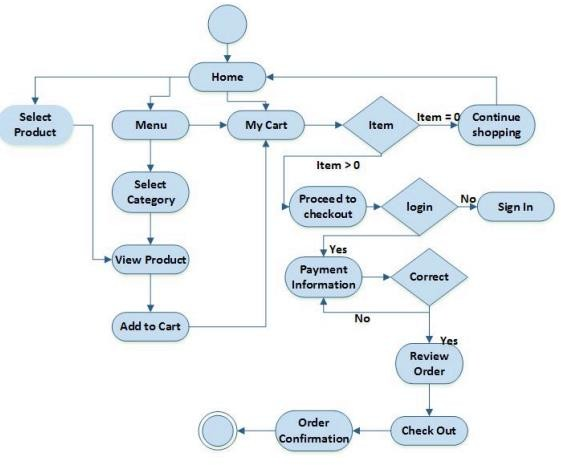 Home
Select
Product
Menu
My Cart
Item
Item = 0
Continue
shopping
Item > 0
Select
Category
Proceed to
checkout
login
No
Sign In
Yes
View Product
Payment
Information
Correct
No
Add to Cart
Yes
Review
Order
Order
Confirmation
Check Out